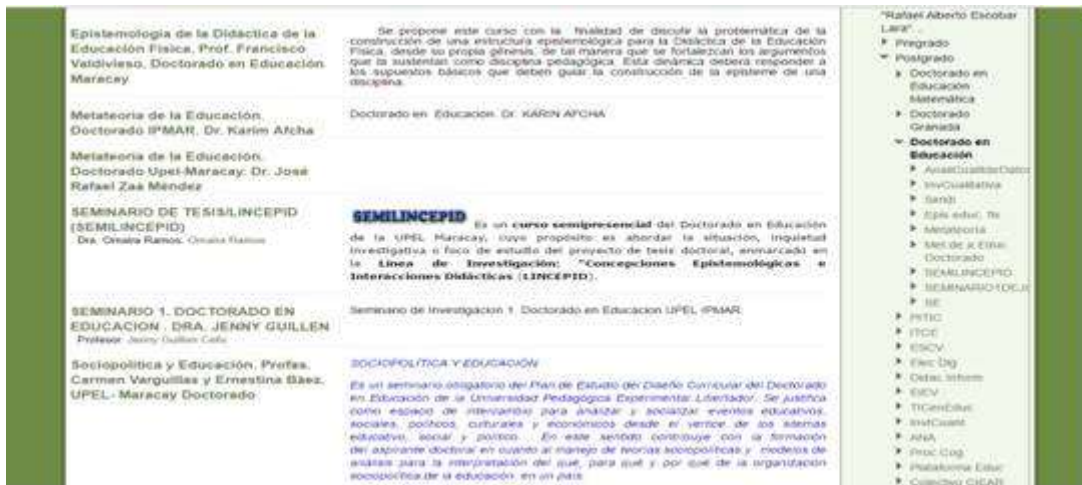 Epistemología de la Didáctica de la
Educación Física. Prof. Francisco
Valdivieso. Doctorado en Educación
Maracay
Se propone este curso con la finalidad de discutir la problemática de la
construcción de una estructura epistemológica para la Didáctica de la Educación
Física, desde su propia génesis, de tal manera que se fortalezcan los argumentos
que la sustentan como disciplina pedagógica. Esta dinámica deberá responder a
los supuestos básicos que deben guiar la construcción de la episteme de una
disciplina.
Metateoría de la Educación.
Doctorado IPMAR. Dr. Karim Afcha
Doctorado en Educación. Dr. KARIN AFCHA
Metateoría de la Educación.
Doctorado Upel-Maracay. Dr. José
Rafael Zaá Méndez
SEMINARIO DE TESIS/LINCEPID
(SEMILINCEPID)
Dra. Omaira Ramos: Omaira Ramos
SEMILINCEPID Es un curso semipresencial del Doctorado en Educación
de la UPEL Maracay, cuyo propósito es abordar la situación, inquietud
investigativa o foco de estudio del proyecto de tesis doctoral, enmarcado en
la Línea de Investigación: "Concepciones Epistemológicas e
Interacciones Didácticas (LINCEPID).
SEMINARIO 1. DOCTORADO EN
EDUCACION . DRA. JENNY GUILLEN
Profesor: Jenny Guillen Celis
Seminario de Investigación 1. Doctorado en Educacion UPEL IPMAR
Sociopolítica y Educación. Profas.
Carmen Varguillas y Ernestina Báez.
UPEL- Maracay Doctorado
SOCIOPOLÍTICA Y EDUCACIÓN
Es un seminario obligatorio del Plan de Estudio del Diseño Curricular del Doctorado
en Educación de la Universidad Pedagógica Experimental Libertador. Se justifica
como espacio de intercambio para analizar y socializar eventos educativos,
sociales, políticos, culturales y económicos desde el vértice de los sistemas
educativo, social y político. En este sentido contribuye con la formación
del aspirante doctoral en cuanto al manejo de teorías sociopolíticas y modelos de
análisis para la interpretación del qué, para qué y por qué de la organización
sociopolítica de la educación en un país
"Rafael Alberto Escobar
Lara"
Pregrado
Postgrado
Doctorado en
Educación
Matemática
Doctorado
Granada
Doctorado en
Educación
InvCualitativa
Sandi
Epis educ. fis
Metateoría
Doctorado
SEMILINCEPID
SE
PITIC
ITCE
ESCV
Elec Dig
EIEV
TIGenEduc
InstCuant
ANA
Proc Cog
Plataforma Educ
Colectivo CIEAR